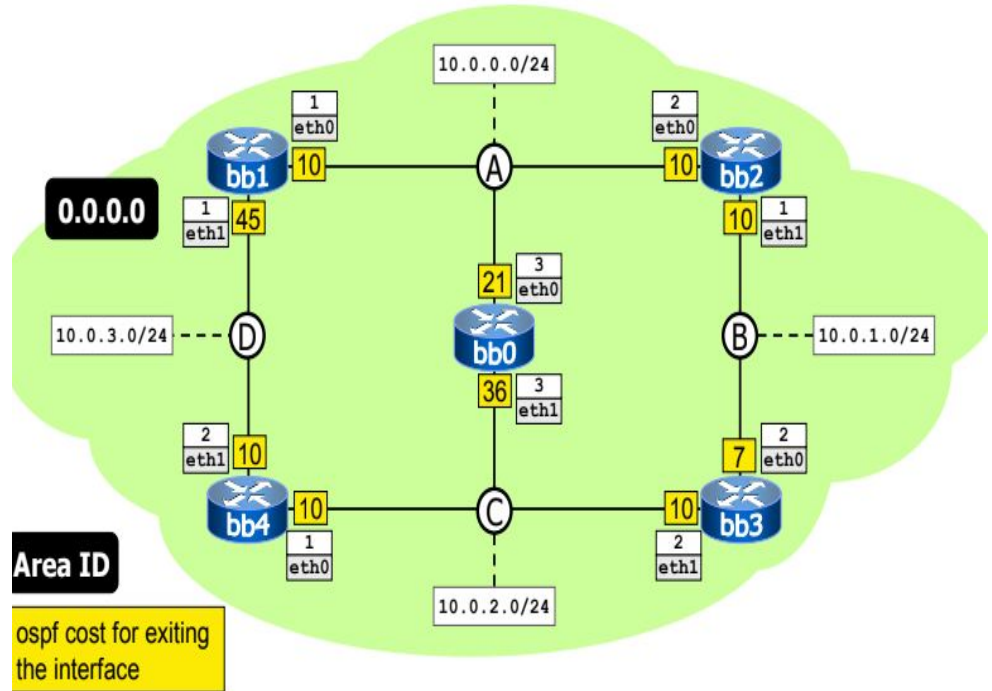 10.0.0.0/24
1
eth0
2
eth0
bb1
10
A
10
bb2
0.0.0.0
1
eth1
45
10
1
eth1
3
eth0
21
10.0.3.0/24
D
bb0
B
10.0.1.0/24
36
3
eth1
2
eth1
10
7
2
eth0
bb4
10
C
10
bb3
1
eth0
2
eth1
Area ID
10.0.2.0/24
ospf cost for exiting
the interface